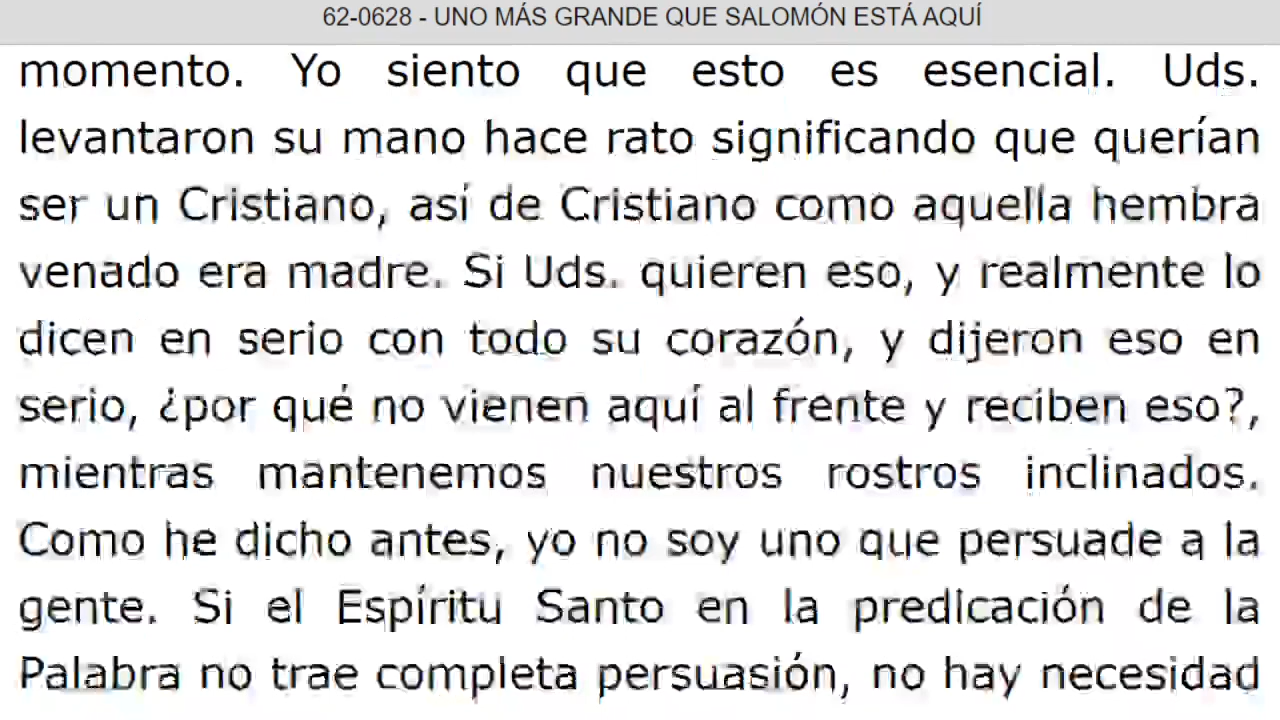 62-0628 - UNO MÁS GRANDE QUE SALOMÓN ESTÁ AQUÍ
momento. Yo siento que esto es esencial. Uds.
levantaron su mano hace rato significando que querían
ser un Cristiano, así de Cristiano como aquella hembra
venado era madre. Si Uds. quieren eso, y realmente lo
dicen en serio con todo su corazón, y dijeron eso en
serio, ¿por qué no vienen aquí al frente y reciben eso?,
mientras mantenemos nuestros rostros inclinados.
Como he dicho antes, yo no soy uno que persuade a la
gente. Si el Espíritu Santo en la predicación de la
Palabra no trae completa persuasión, no hay necesidad